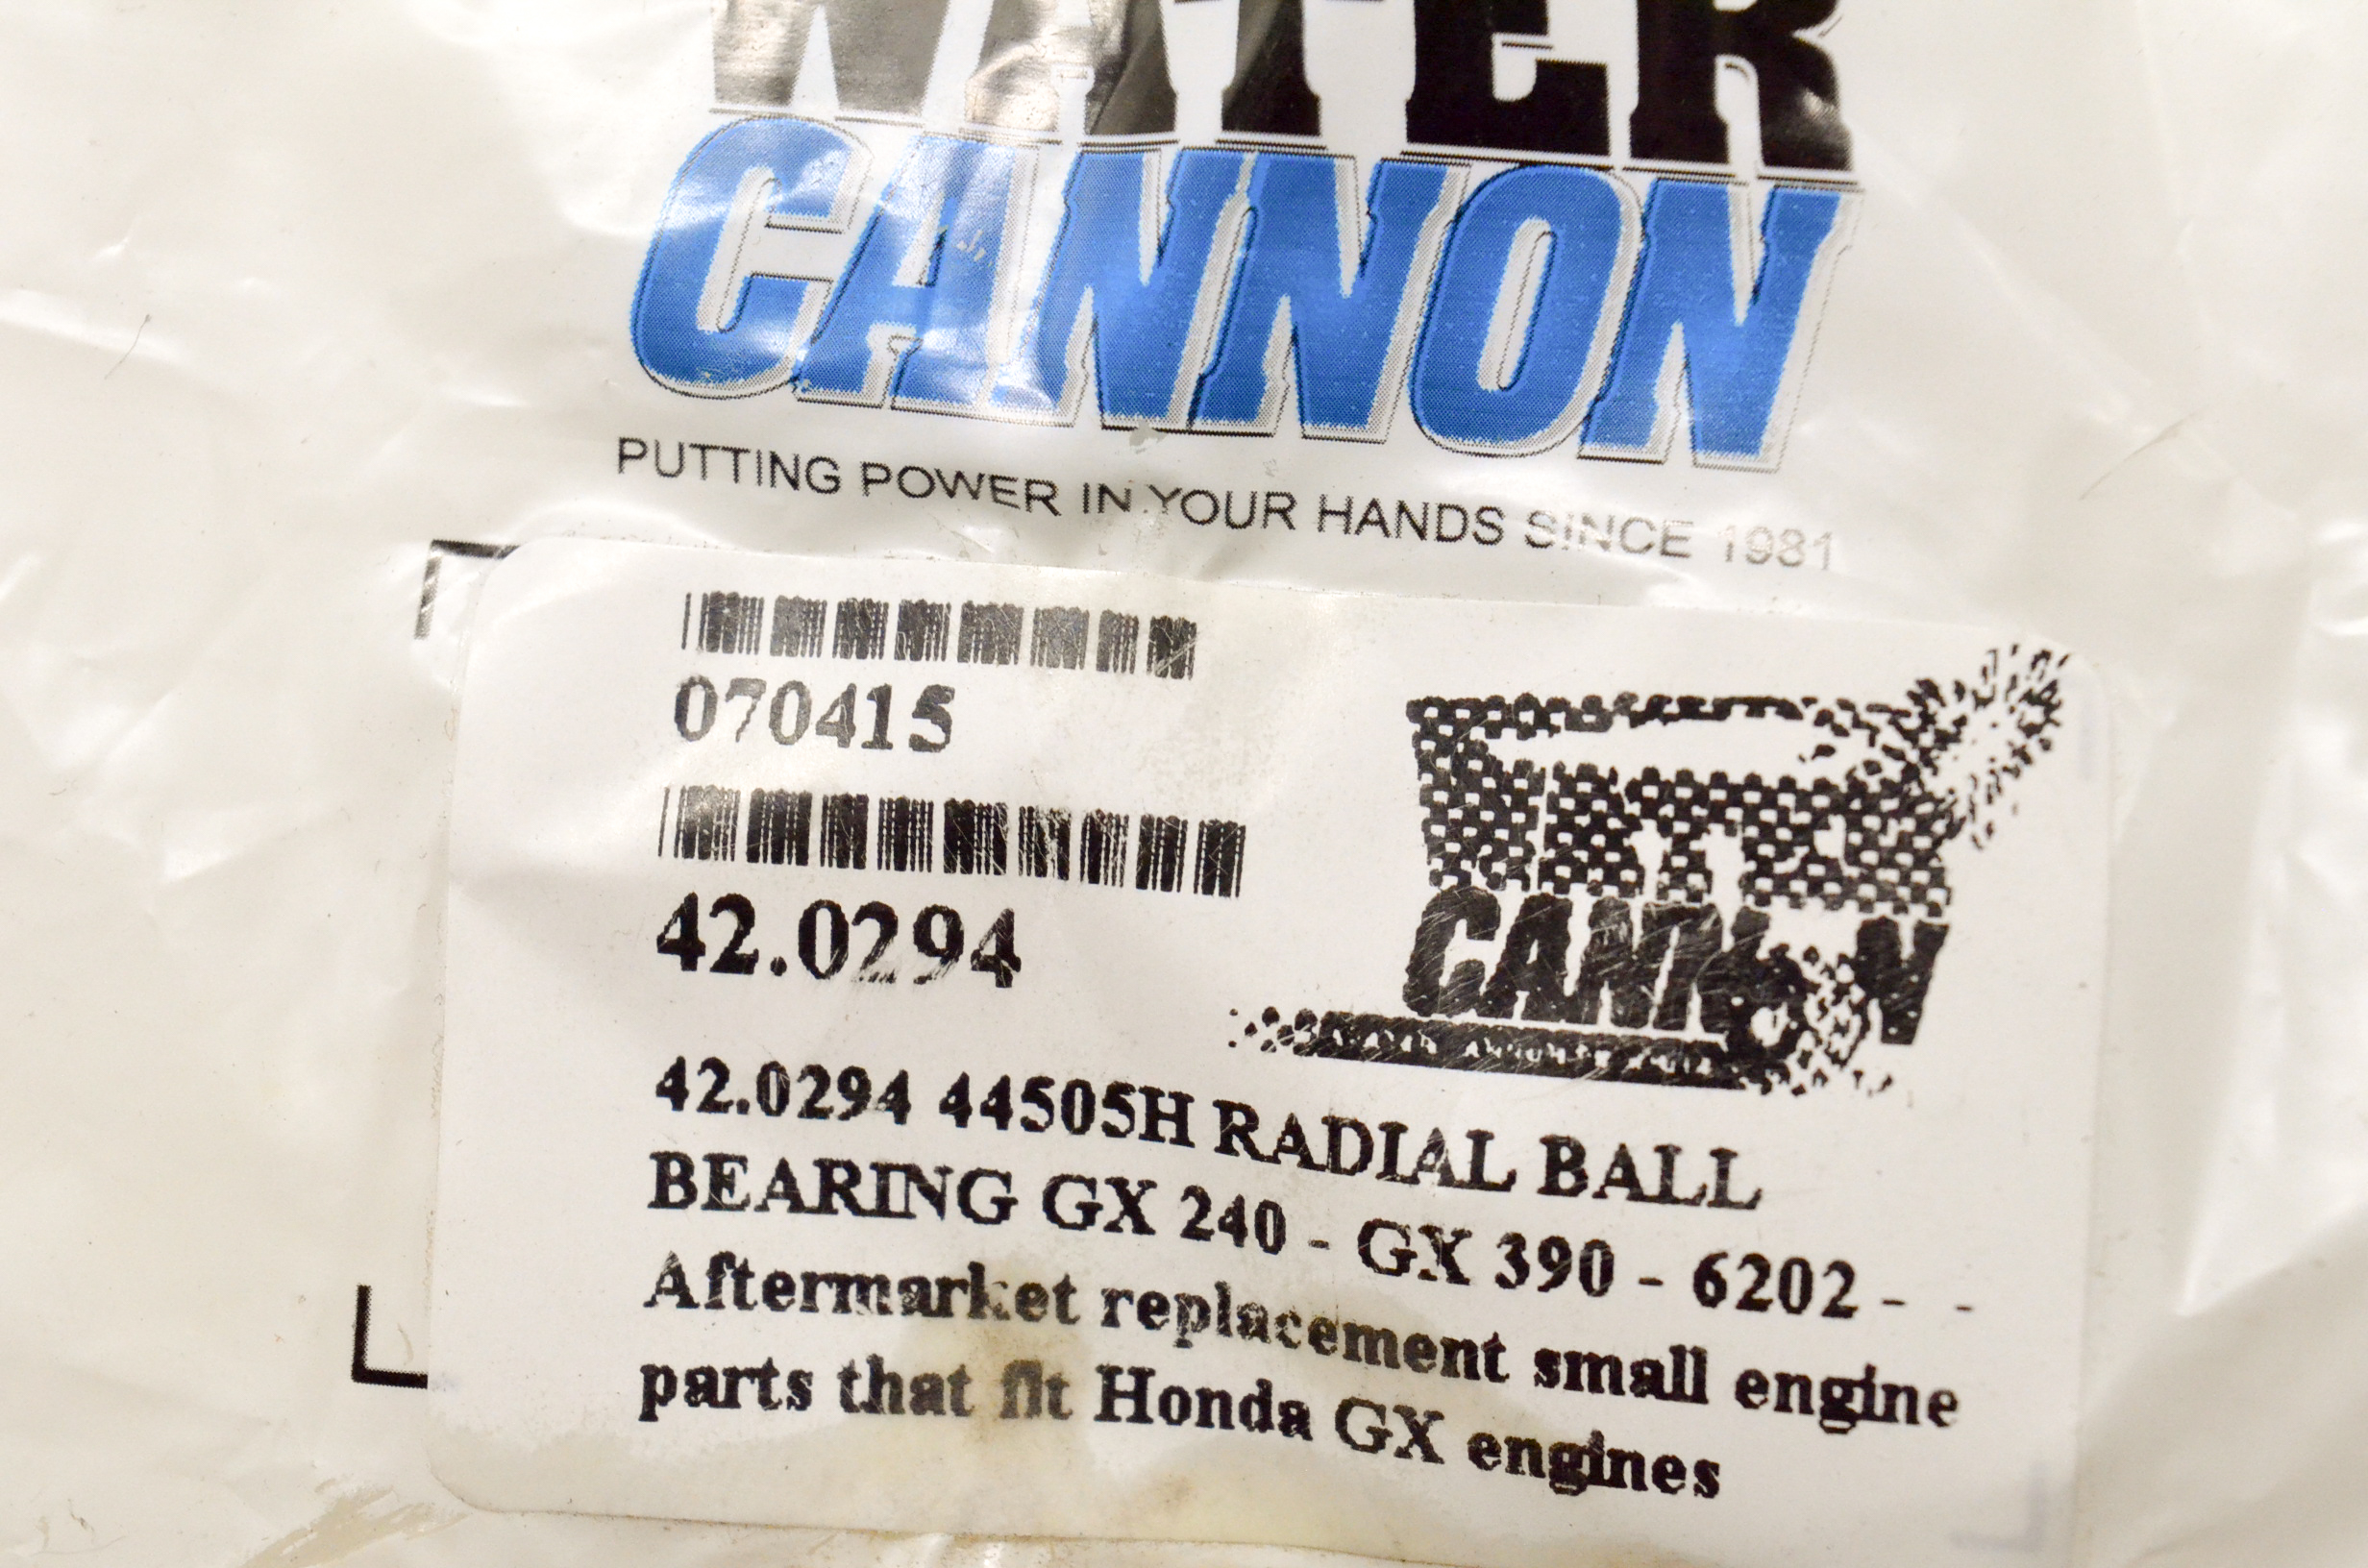 WATER
CANNON
PUTTING POWER IN YOUR HANDS SINCE 1981
070415
42.0294
CANNON
42.0294 44505H RADIAL BALL
BEARING GX 240 - GX 390 - 6202 - -
Aftermarket replacement small engine
parts that fit Honda GX engines